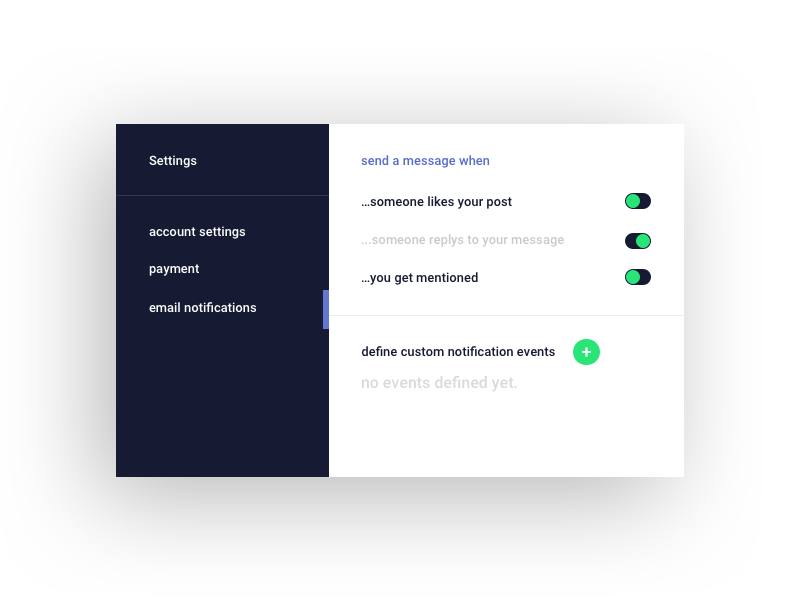 Settings
account settings
payment
email notifications
send a message when
...someone likes your post
...someone replys to your message
...you get mentioned
define custom notification events
+
no events defined yet.